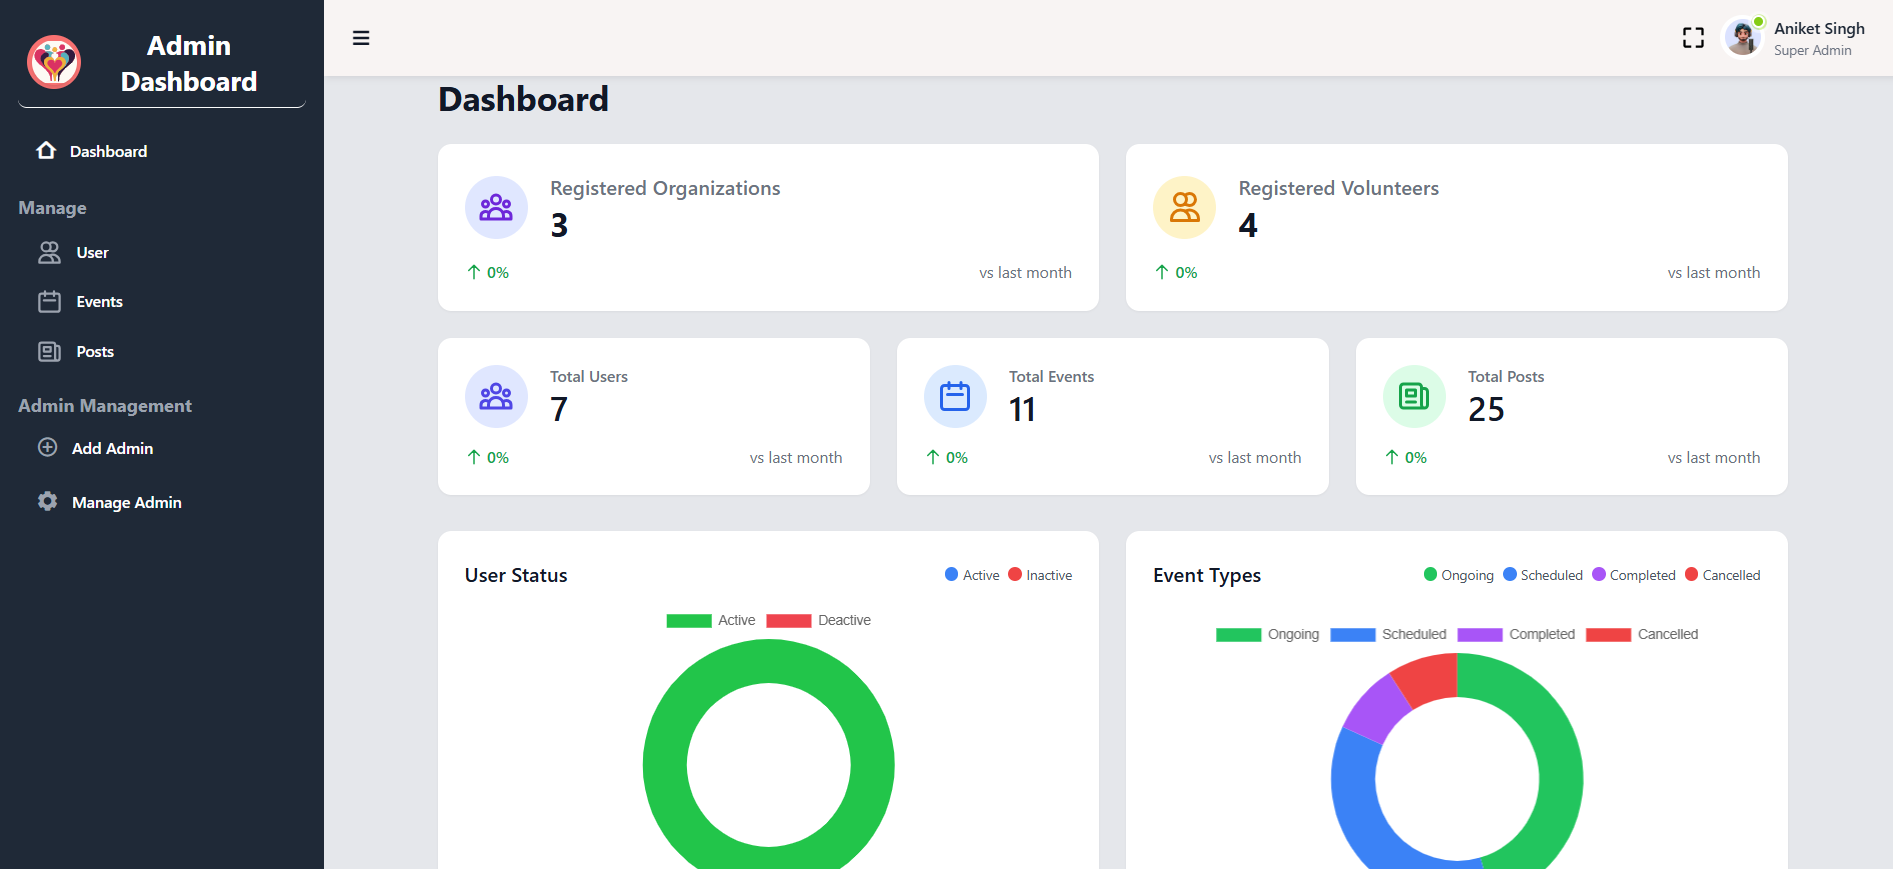 Admin
Dashboard
Dashboard
Manage
User
Events
Posts
Admin Management
Add Admin
Manage Admin
Aniket Singh
Super Admin
Dashboard
Registered Organizations
3
0%
vs last month
Registered Volunteers
4
0%
vs last month
Total Users
7
0%
vs last month
Total Events
11
0%
vs last month
Total Posts
25
0%
vs last month
User Status
Active Inactive
Active Deactive
Event Types
Ongoing Scheduled Completed Cancelled
Ongoing Scheduled Completed Cancelled